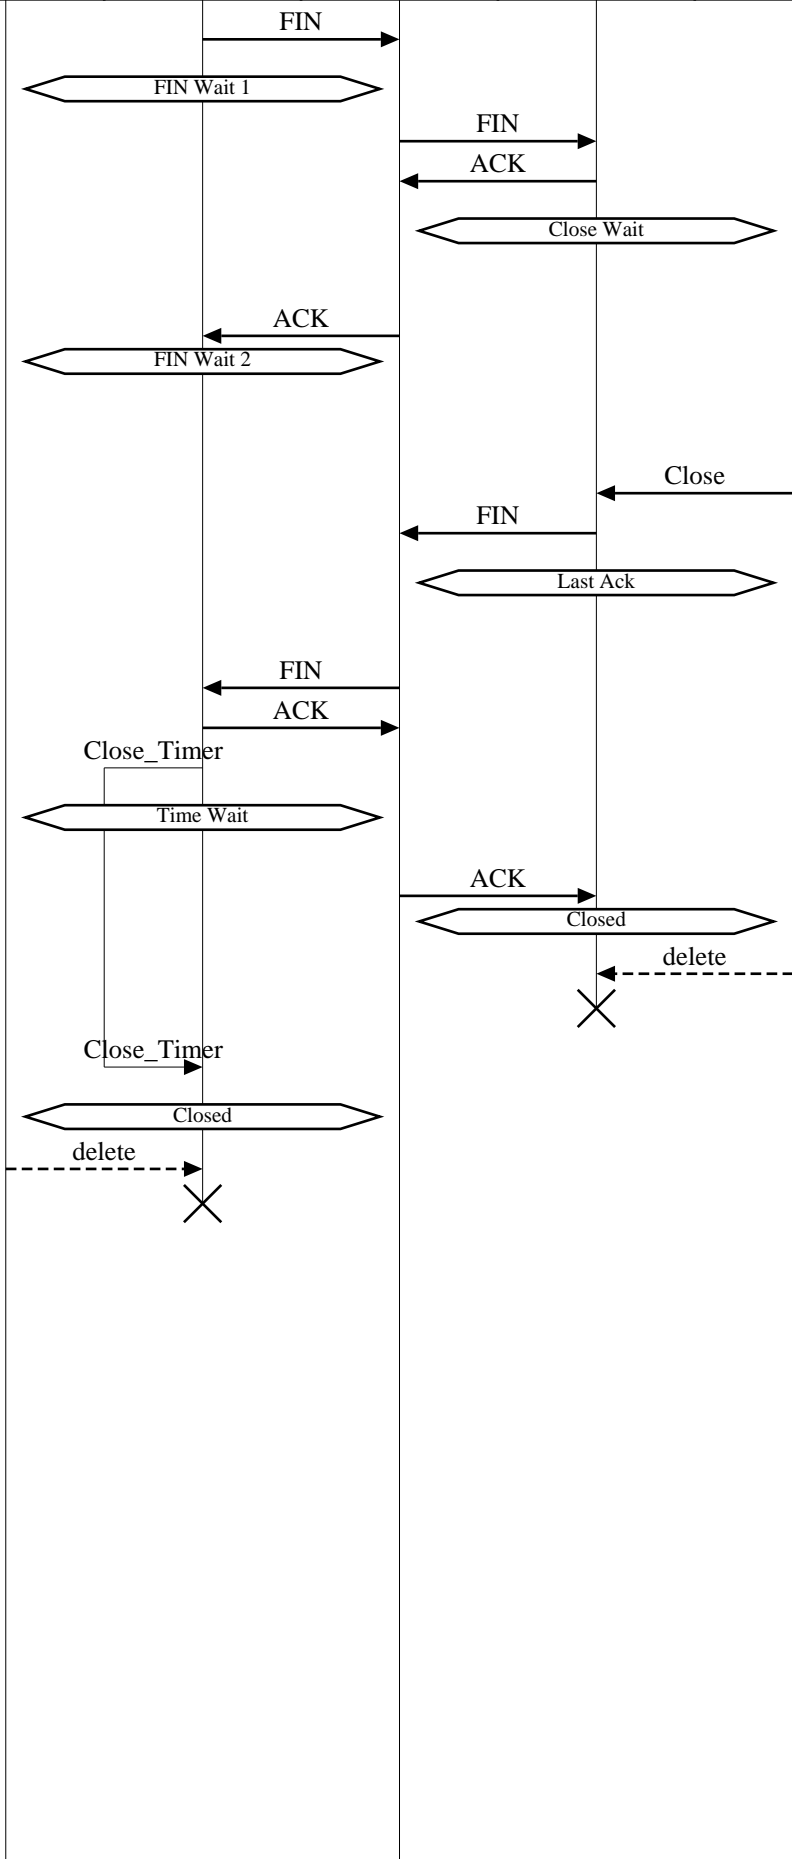 FIN
FIN Wait 1
FIN
ACK
Close Wait
ACK
FIN Wait 2
Close
FIN
Last Ack
FIN
ACK
Close_Timer
Time Wait
ACK
Closed
delete
Close_Timer
Closed
delete